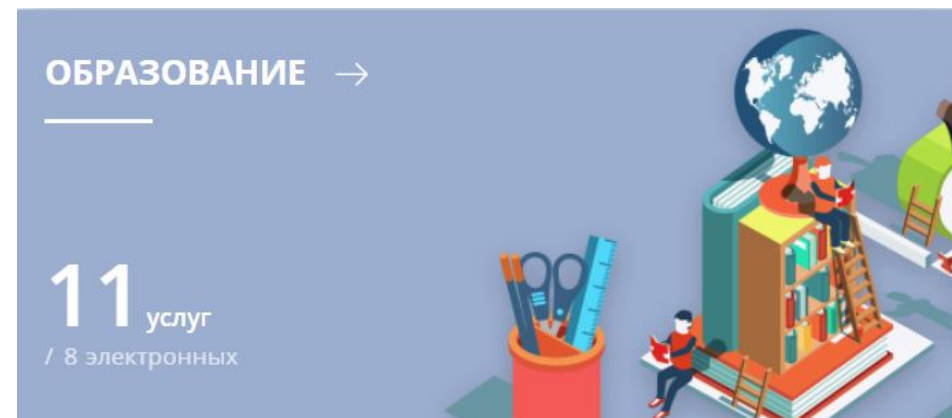 ОБРАЗОВАНИЕ →
11 услуг
/ 8 электронных